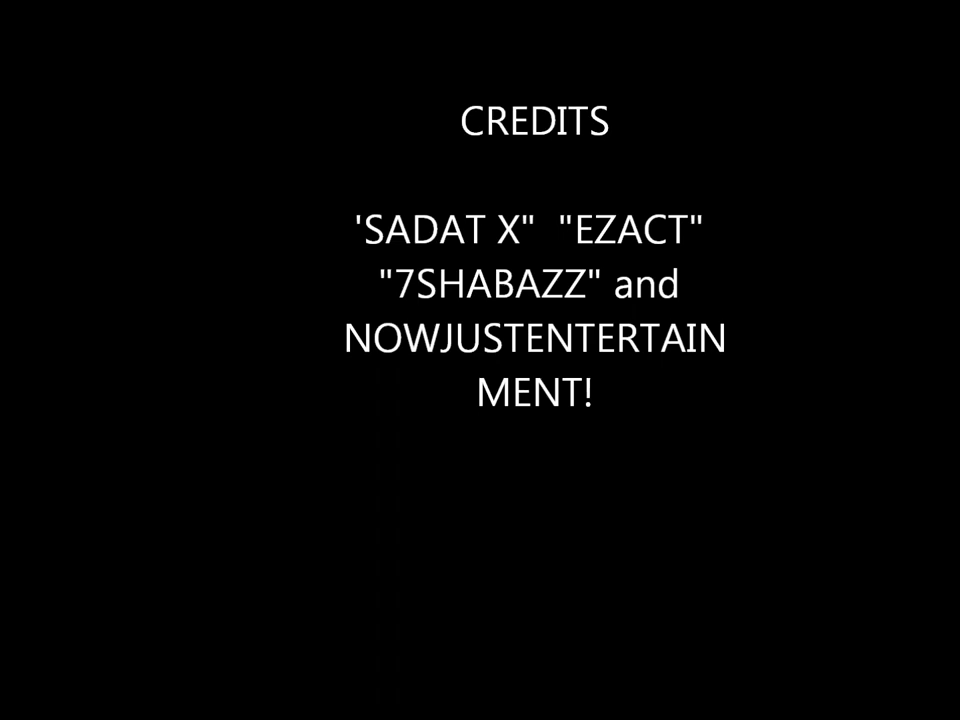 CREDITS
'SADAT X"  "EZACT"
"7SHABAZZ" and
NOWJUSTENTERTAIN
MENT!